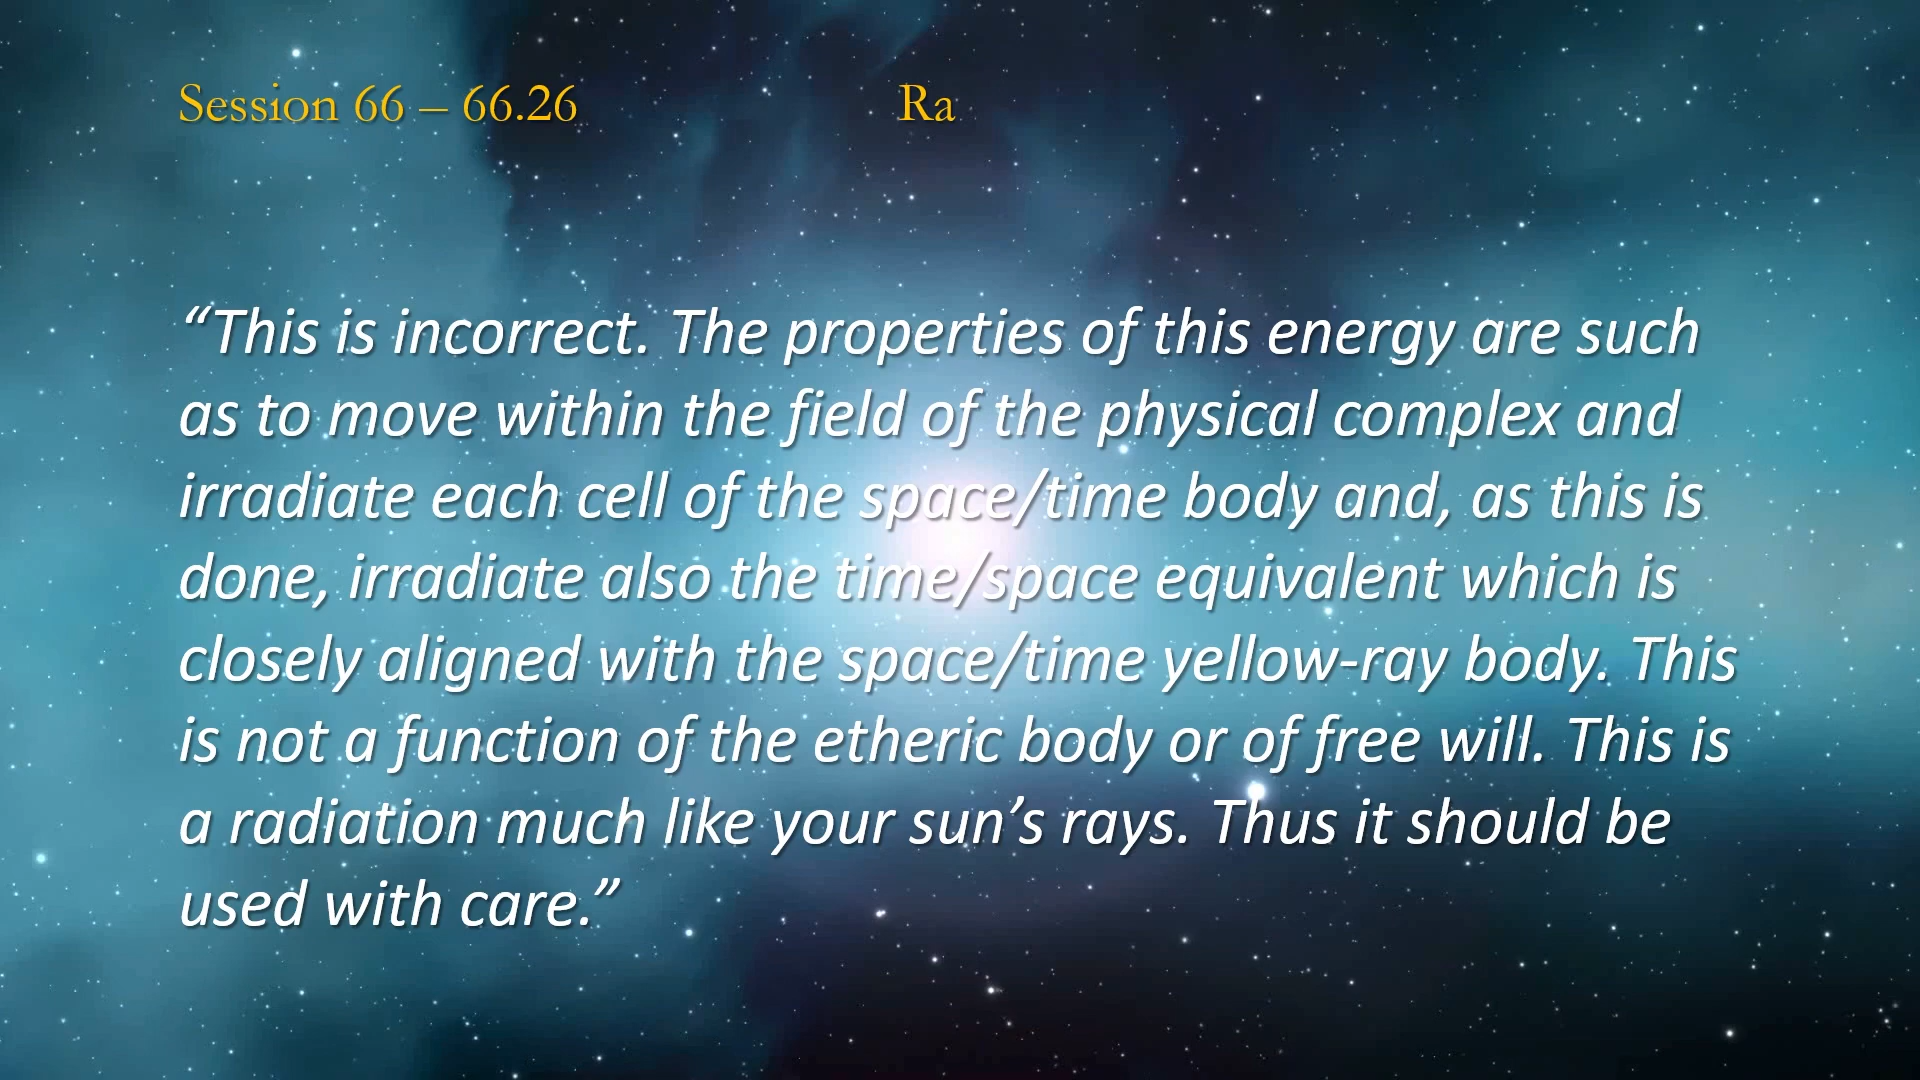 Session 66 – 66.26 Ra
“This is incorrect. The properties of this energy are such
as to move within the field of the physical complex and
irradiate each cell of the space/time body and, as this is
done, irradiate also the time/space equivalent which is
closely aligned with the space/time yellow-ray body. This
is not a function of the etheric body or of free will. This is
a radiation much like your sun’s rays. Thus it should be
used with care.”